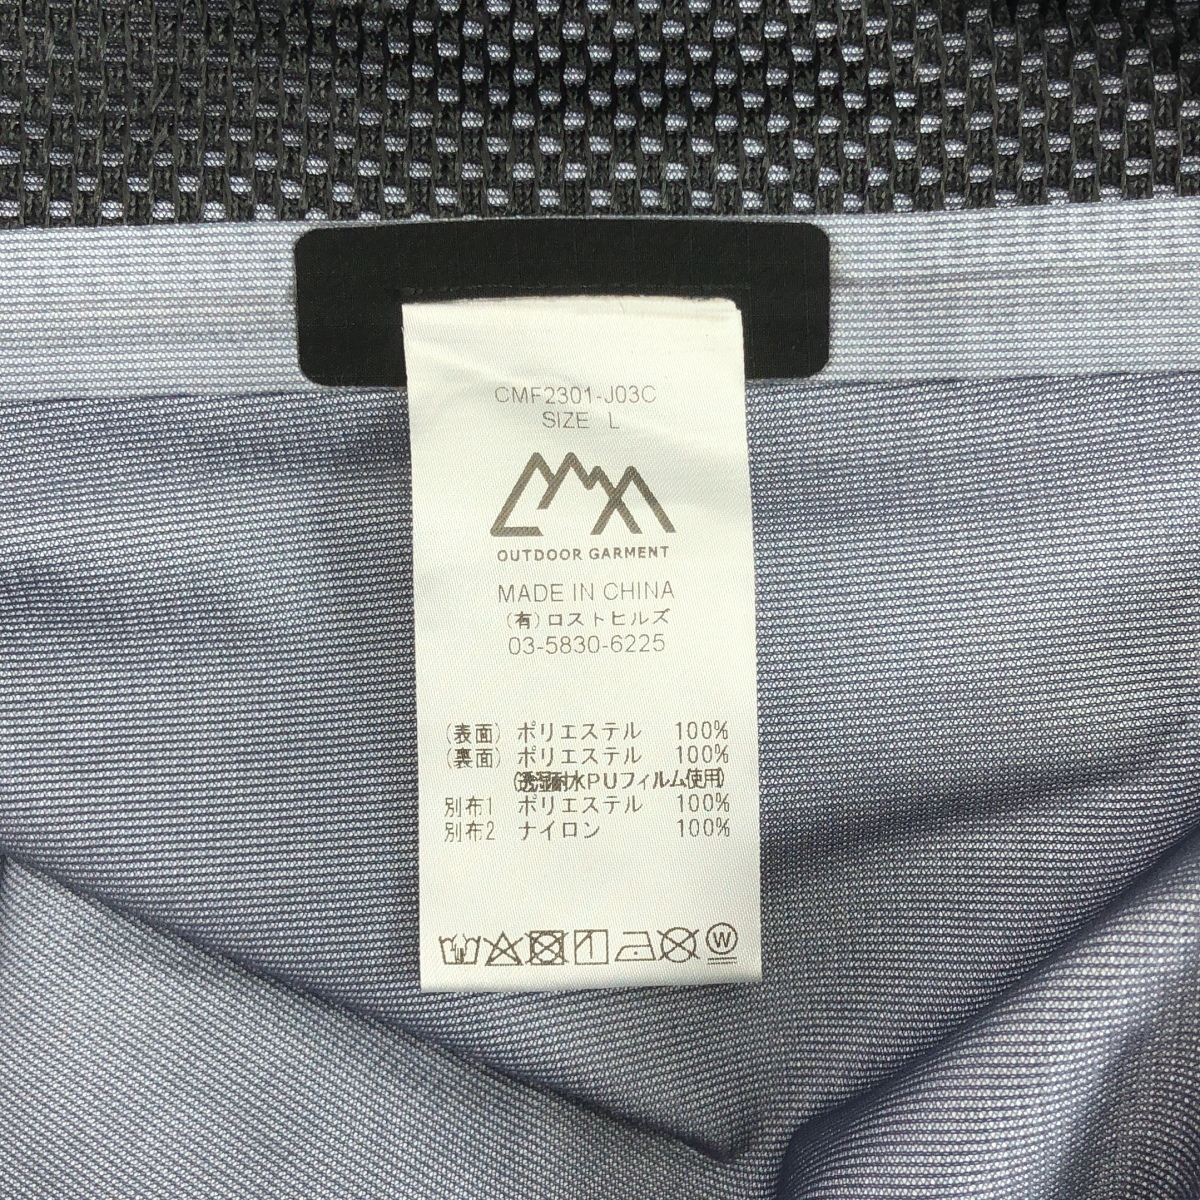 CMF2301-J03C
SIZE L
OUTDOOR GARMENT
MADE IN CHINA
(有)ロストヒルズ
03-5830-6225
(表面) ポリエステル 100%
(裏面) ポリエステル 100%
(透湿耐水PUフィルム使用)
別布1 ポリエステル 100%
別布2 ナイロン 100%
W